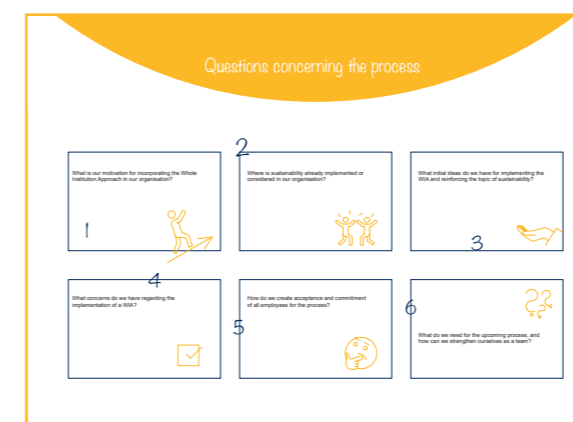 Questions concerning the process
2
What is our motivation for incorporating the Whole
Institution Approach in our organisation?
1
Where is sustainability already implemented or
considered in our organisation?
What initial ideas do we have for implementing the
WIA and reinforcing the topic of sustainability?
3
4
What concerns do we have regarding the
implementation of a WIA?
How do we create acceptance and commitment
of all employees for the process?
5
6
What do we need for the upcoming process, and
how can we strengthen ourselves as a team?